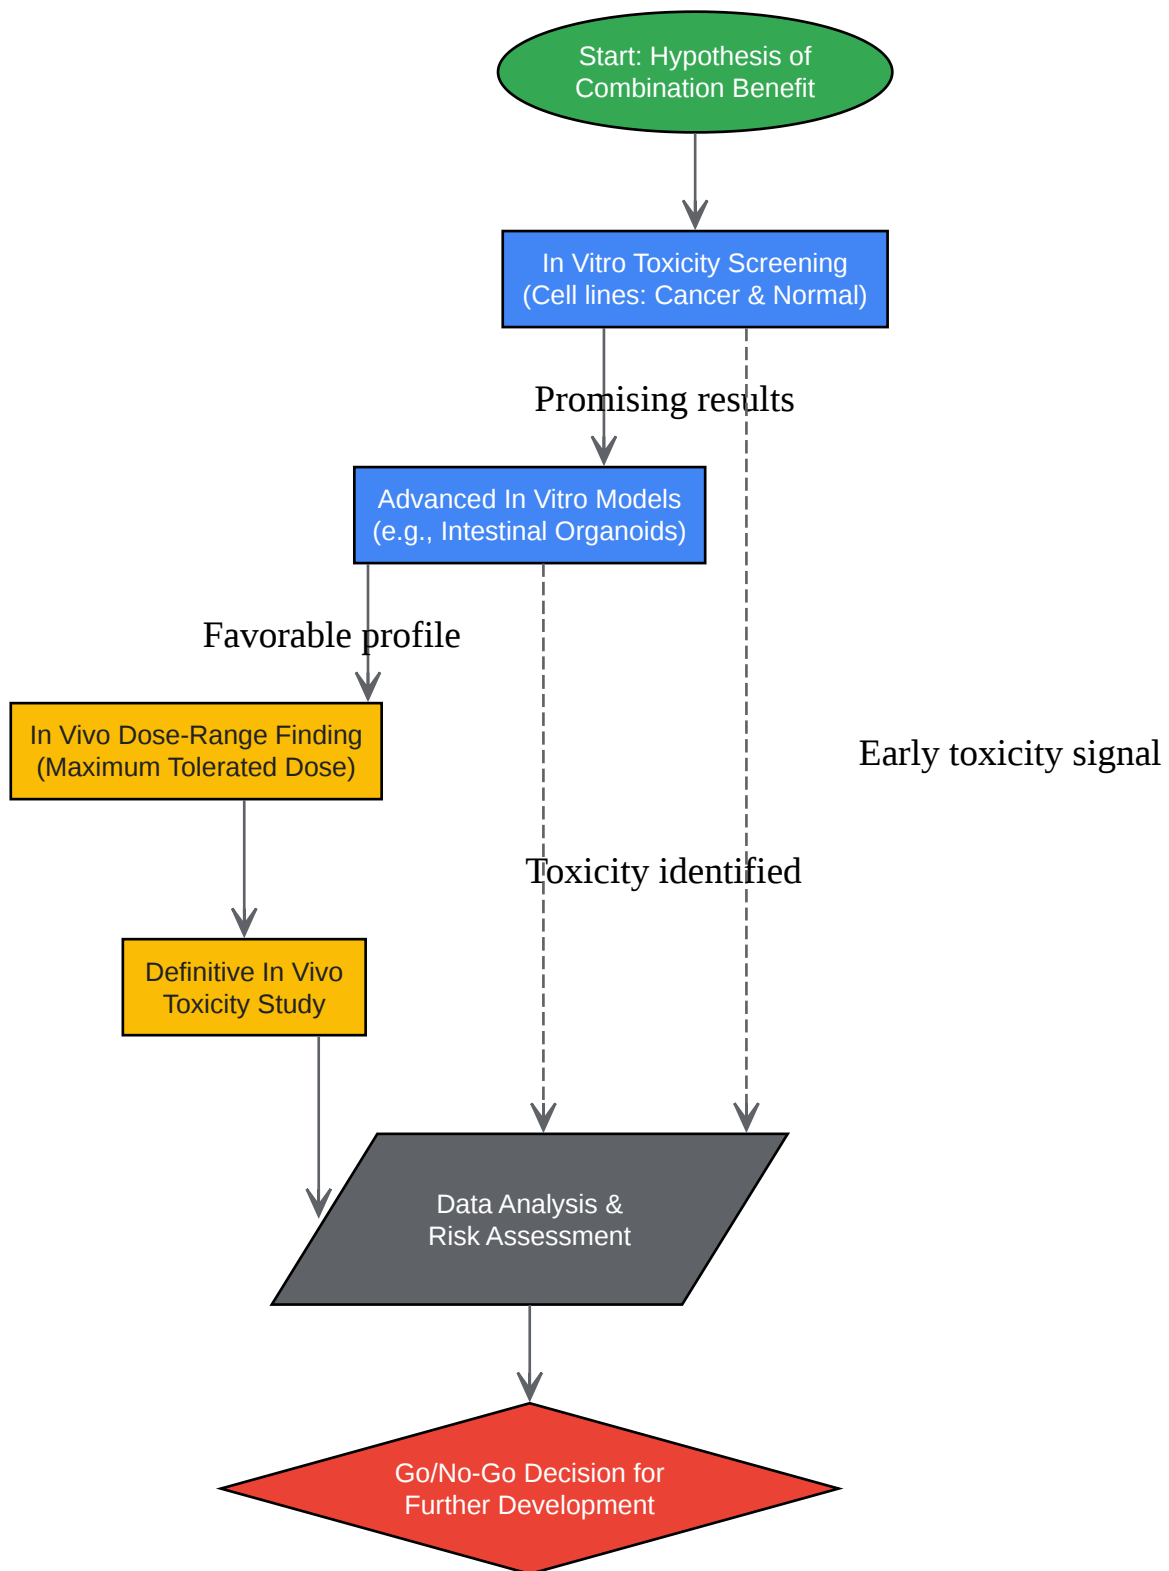 Start: Hypothesis of
Combination Benefit
In Vitro Toxicity Screening
(Cell lines: Cancer & Normal)
Promising results
Advanced In Vitro Models
(e.g., Intestinal Organoids)
Favorable profile
In Vivo Dose-Range Finding
(Maximum Tolerated Dose)
Early toxicity signal
Toxicity identified
Definitive In Vivo
Toxicity Study
Data Analysis &
Risk Assessment
Go/No-Go Decision for
Further Development